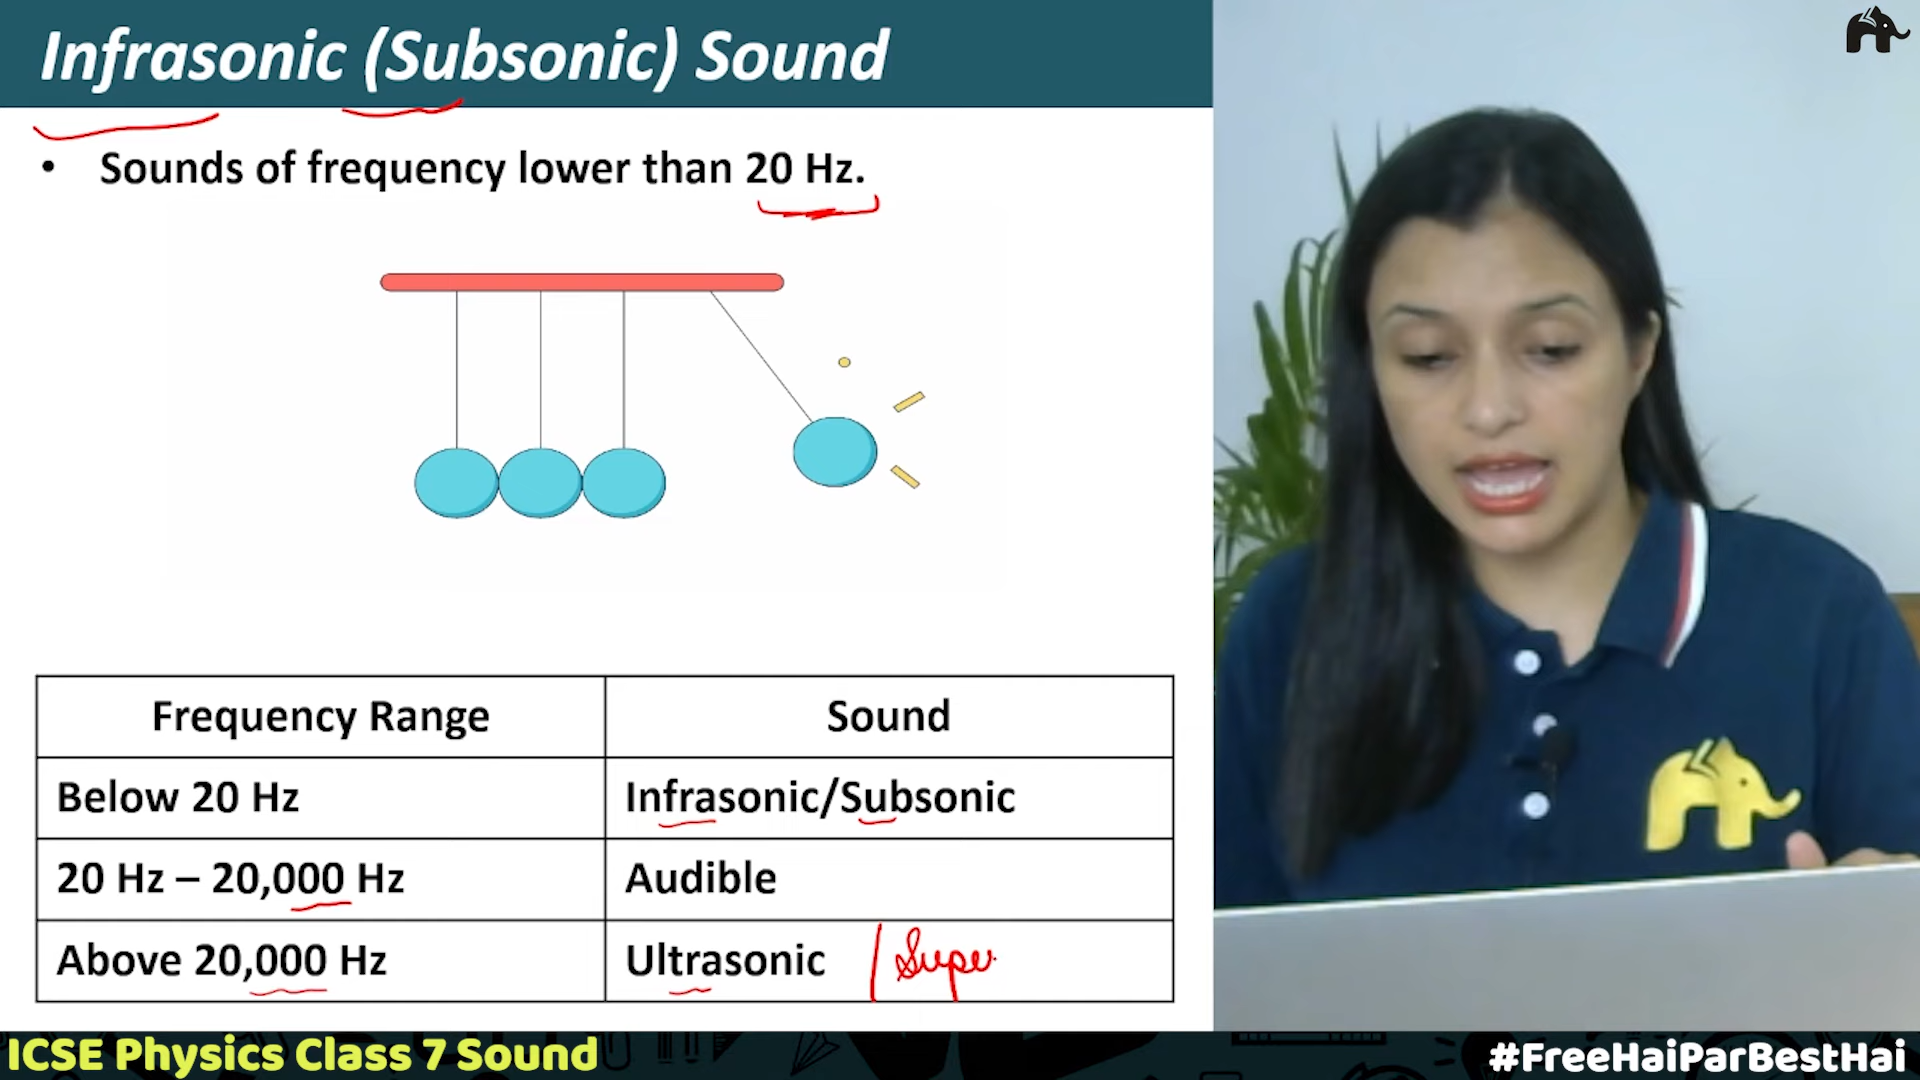 Infrasonic (Subsonic) Sound
• Sounds of frequency lower than 20 Hz.
Frequency Range Sound
Below 20 Hz Infrasonic/Subsonic
20 Hz – 20,000 Hz Audible
Above 20,000 Hz Ultrasonic / Super
ICSE Physics Class 7 Sound
#FreeHaiParBestHai